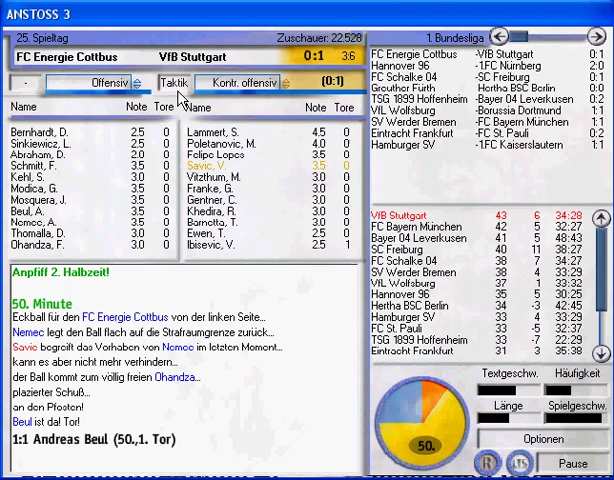 ANSTOSS 3
25. Spieltag Zuschauer: 22.528
FC Energie Cottbus VfB Stuttgart 0:1 3:6
- Offensiv Taktik Kontr. offensiv (0:1)
Name Note Tore Name Note Tore
Bernhardt, D. 2.5 0 Lammert, S. 4.5 0
Sinkiewicz, L. 2.5 0 Poletanovic, M. 4.0 0
Abraham, D. 2.0 0 Felipe Lopes 3.5 0
Schmitt, F. 3.5 0 Savic, V. 3.5 0
Kehl, S. 3.0 0 Vitzthum, M. 3.0 0
Modica, G. 3.0 0 Franke, G. 3.0 0
Mosquera, J. 3.5 0 Gentner, C. 3.0 0
Beul, A. 3.5 0 Khedira, R. 3.0 0
Nemec, A. 3.5 0 Barnetta, T. 3.0 0
Thomalla, D. 3.0 0 Ewen, T. 2.5 0
Ohandza, F. 3.0 0 Ibisevic, V. 2.5 1
Anpfiff 2. Halbzeit!
50. Minute
Eckball für den FC Energie Cottbus von der linken Seite...
Nemec legt den Ball flach auf die Strafraumgrenze zurück...
Savic begreift das Vorhaben von Nemec im letzten Moment...
kann es aber nicht mehr verhindern...
der Ball kommt zum völlig freien Ohandza...
plazierter Schuß...
an den Pfosten!
Beul ist da! Tor!
1:1 Andreas Beul (50.,1. Tor)
1. Bundesliga
FC Energie Cottbus -VfB Stuttgart 0:1
Hannover 96 -1.FC Nürnberg 2:0
FC Schalke 04 -SC Freiburg 0:1
Greuther Fürth -Hertha BSC Berlin 0:0
TSG 1899 Hoffenheim -Bayer 04 Leverkusen 0:2
VfL Wolfsburg -Borussia Dortmund 1:1
SV Werder Bremen -FC Bayern München 1:1
Eintracht Frankfurt -FC St. Pauli 0:2
Hamburger SV -1.FC Kaiserslautern 1:1
VfB Stuttgart 43 6 34:28
FC Bayern München 42 5 32:27
Bayer 04 Leverkusen 41 5 48:43
SC Freiburg 40 11 38:27
FC Schalke 04 38 7 34:27
SV Werder Bremen 38 4 33:29
VfL Wolfsburg 37 1 33:32
Hannover 96 35 5 30:25
Hertha BSC Berlin 34 -3 42:45
Hamburger SV 33 4 33:29
FC St. Pauli 33 -5 32:37
TSG 1899 Hoffenheim 33 -7 22:29
Eintracht Frankfurt 31 3 35:38
Textgeschw. Häufigkeit
Länge Spielgeschw.
50.
Optionen
R LTS Pause